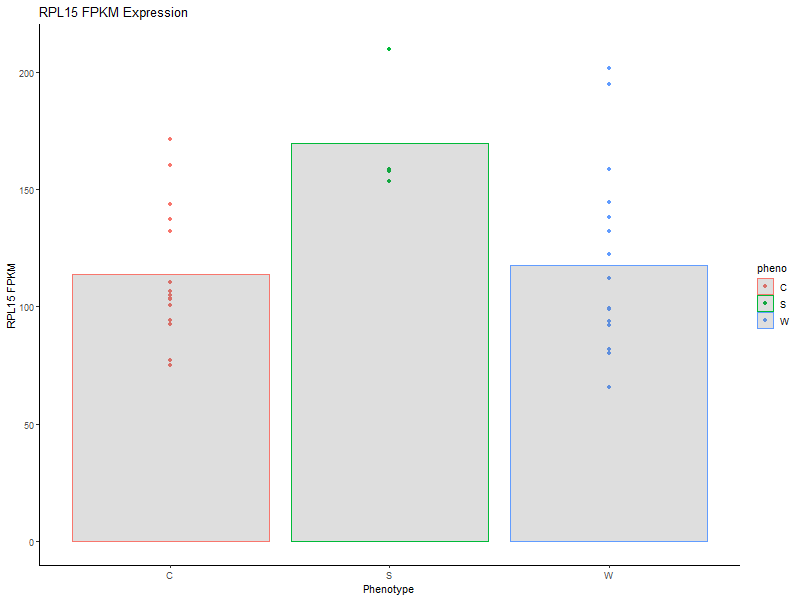 RPL15 FPKM Expression
RPL15 FPKM
200
150
100
50
0
C
S
W
Phenotype
pheno
C
S
W